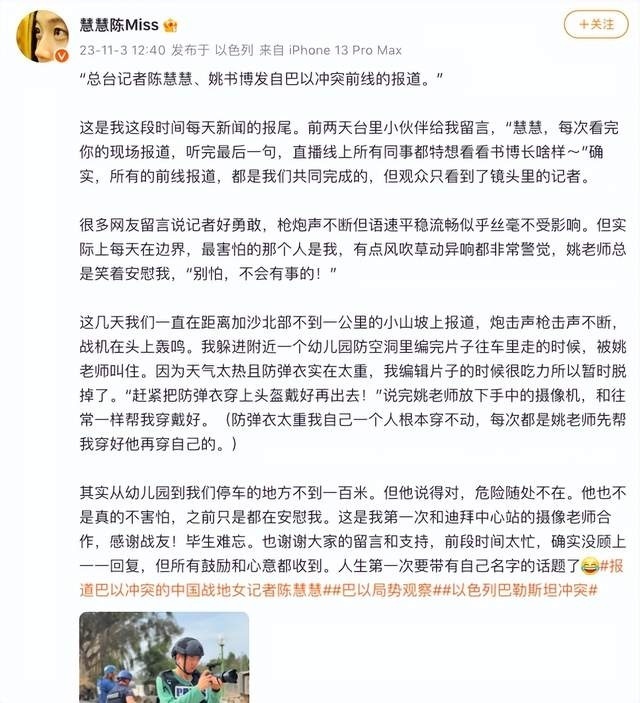 慧慧陈Miss
23-11-3 12:40 发布于 以色列 来自 iPhone 13 Pro Max
+关注
“总台记者陈慧慧、姚书博发自巴以冲突前线的报道。”
这是我这段时间每天新闻的报尾。前两天台里小伙伴给我留言，“慧慧，每次看完
你的现场报道，听完最后一句，直播线上所有同事都特想看看书博长啥样～”确
实，所有的前线报道，都是我们共同完成的，但观众只看到了镜头里的记者。
很多网友留言说记者好勇敢，枪炮声不断但语速平稳流畅似乎丝毫不受影响。但实
际上每天在边界，最害怕的那个人是我，有点风吹草动异响都非常警觉，姚老师总
是笑着安慰我，“别怕，不会有事的！”
这几天我们一直在距离加沙北部不到一公里的小山坡上报道，炮击声枪击声不断，
战机在头上轰鸣。我躲进附近一个幼儿园防空洞里编完片子往车里走的时候，被姚
老师叫住。因为天气太热且防弹衣实在太重，我编辑片子的时候很吃力所以暂时脱
掉了。“赶紧把防弹衣穿上头盔戴好再出去！”说完姚老师放下手中的摄像机，和往
常一样帮我穿戴好。（防弹衣太重我自己一个人根本穿不动，每次都是姚老师先帮
我穿好他再穿自己的。）
其实从幼儿园到我们停车的地方不到一百米。但他说得对，危险随处不在。他也不
是真的不害怕，之前只是都在安慰我。这是我第一次和迪拜中心站的摄像老师合
作，感谢战友！毕生难忘。也谢谢大家的留言和支持，前段时间太忙，确实没顾上
一一回复，但所有鼓励和心意都收到。人生第一次要带有自己名字的话题了😂#报
道巴以冲突的中国战地女记者陈慧慧##巴以局势观察##以色列巴勒斯坦冲突#